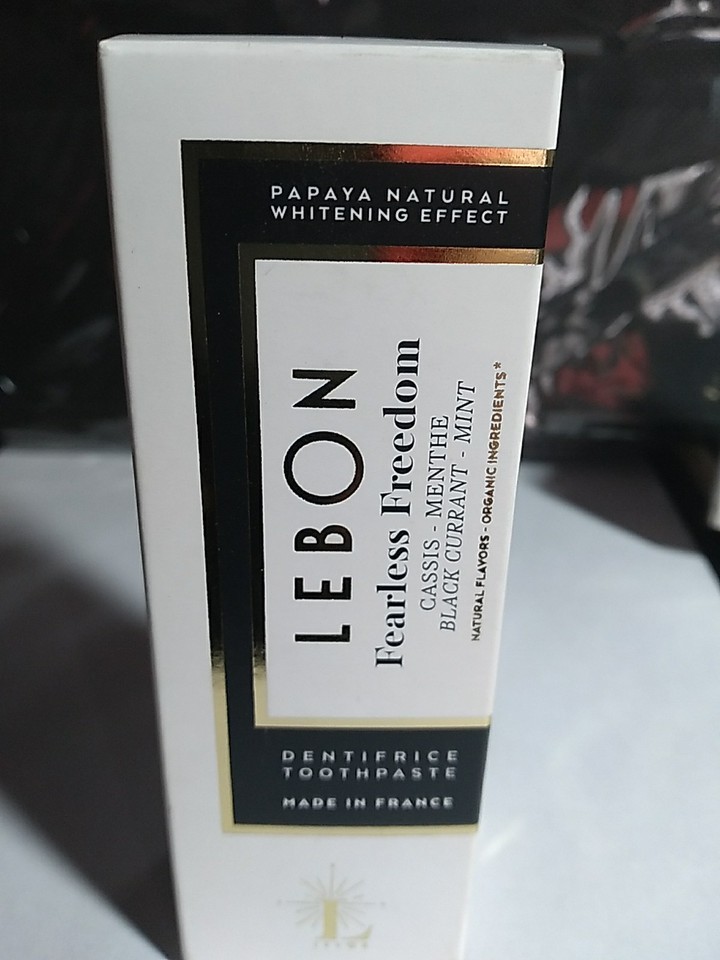 PAPAYA NATURAL
WHITENING EFFECT
LEBON
Fearless Freedom
CASSIS - MENTHE
BLACK CURRANT - MINT
NATURAL FLAVORS - ORGANIC INGREDIENTS*
DENTIFRICE
TOOTHPASTE
MADE IN FRANCE
L